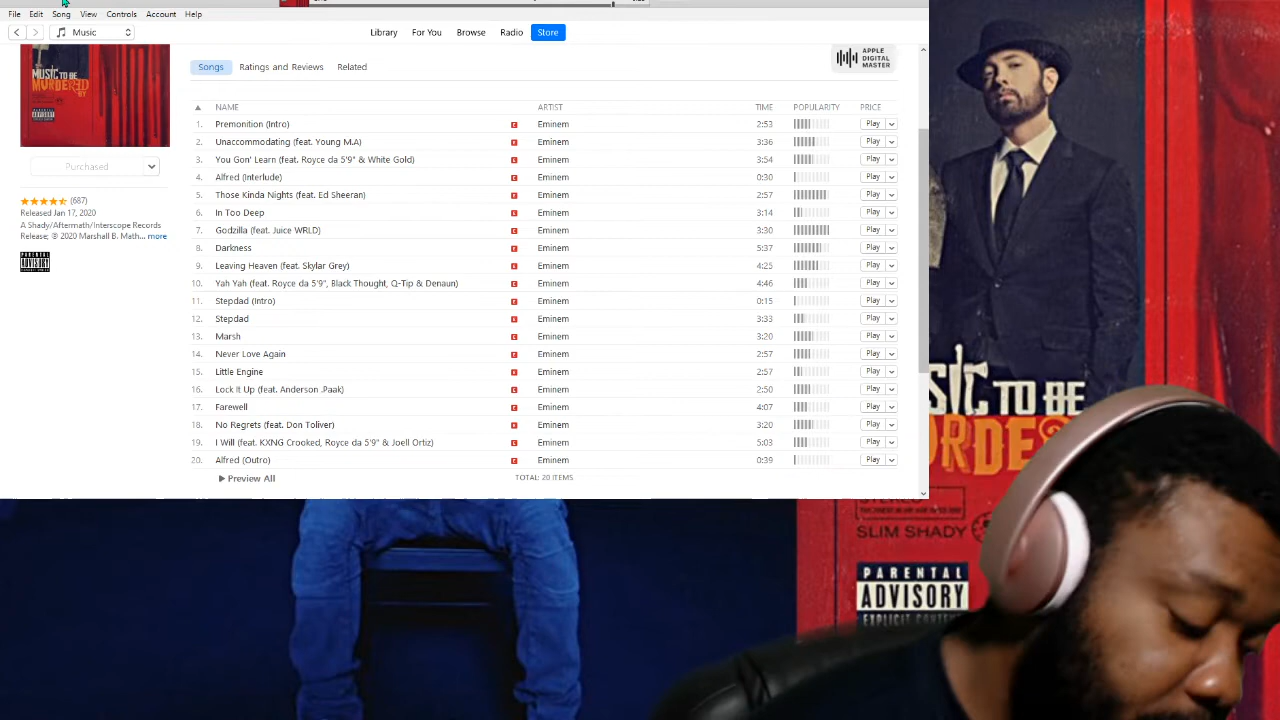 File Edit Song View Controls Account Help
Music Library For You Browse Radio Store
MUSIC TO BE
MURDERED
BY
Songs Ratings and Reviews Related
APPLE
DIGITAL
MASTER
Purchased
(687)
Released Jan 17, 2020
A Shady/Aftermath/Interscope Records
Release; ℗ 2020 Marshall B. Math... more
PARENTAL
ADVISORY
NAME ARTIST TIME POPULARITY PRICE
1. Premonition (Intro) E Eminem 2:53 Play
2. Unaccommodating (feat. Young M.A) E Eminem 3:36 Play
3. You Gon' Learn (feat. Royce da 5'9" & White Gold) E Eminem 3:54 Play
4. Alfred (Interlude) E Eminem 0:30 Play
5. Those Kinda Nights (feat. Ed Sheeran) E Eminem 2:57 Play
6. In Too Deep E Eminem 3:14 Play
7. Godzilla (feat. Juice WRLD) E Eminem 3:30 Play
8. Darkness E Eminem 5:37 Play
9. Leaving Heaven (feat. Skylar Grey) E Eminem 4:25 Play
10. Yah Yah (feat. Royce da 5'9", Black Thought, Q-Tip & Denaun) E Eminem 4:46 Play
11. Stepdad (Intro) E Eminem 0:15 Play
12. Stepdad E Eminem 3:33 Play
13. Marsh E Eminem 3:20 Play
14. Never Love Again E Eminem 2:57 Play
15. Little Engine E Eminem 2:57 Play
16. Lock It Up (feat. Anderson .Paak) E Eminem 2:50 Play
17. Farewell E Eminem 4:07 Play
18. No Regrets (feat. Don Toliver) E Eminem 3:20 Play
19. I Will (feat. KXNG Crooked, Royce da 5'9" & Joell Ortiz) E Eminem 5:03 Play
20. Alfred (Outro) E Eminem 0:39 Play
Preview All TOTAL: 20 ITEMS
USIC TO BE
URDE
STEREO
SLIM SHADY
PARENTAL
ADVISORY
EXPLICIT CONTENT